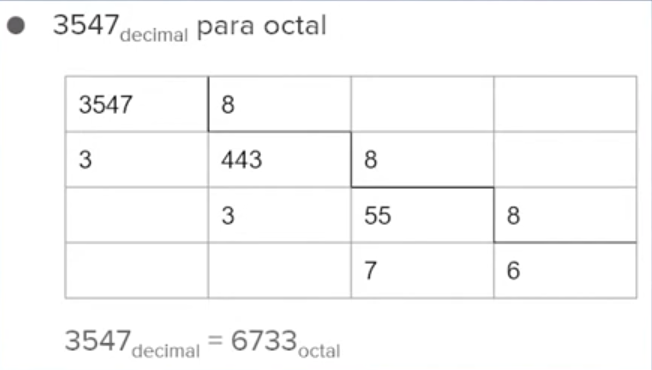 ● 3547decimal para octal
3547 8
3 443 8
3 55 8
7 6
3547decimal = 6733octal